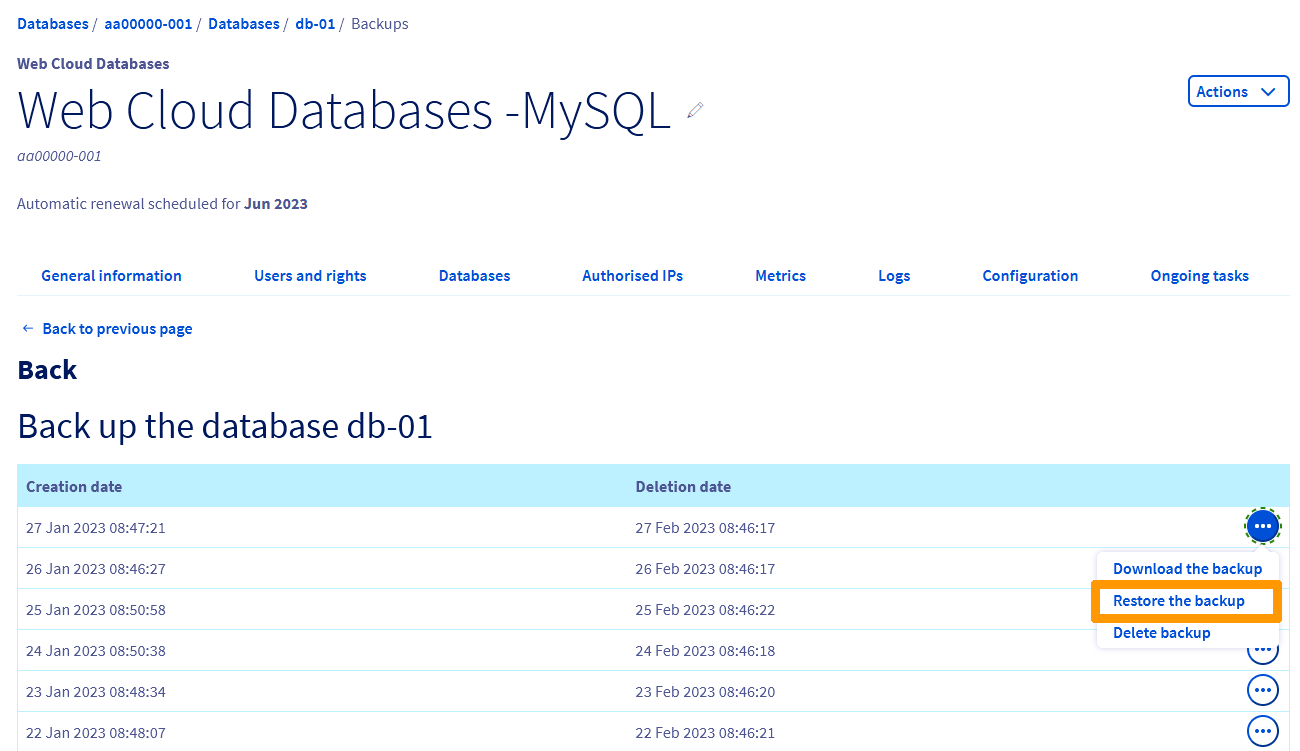 Databases / aa00000-001 / Databases / db-01 / Backups
Web Cloud Databases
Web Cloud Databases -MySQL
Actions
aa00000-001
Automatic renewal scheduled for Jun 2023
General information Users and rights Databases Authorised IPs Metrics Logs Configuration Ongoing tasks
← Back to previous page
Back
Back up the database db-01
Creation date Deletion date
27 Jan 2023 08:47:21 27 Feb 2023 08:46:17
26 Jan 2023 08:46:27 26 Feb 2023 08:46:17
Download the backup
25 Jan 2023 08:50:58 25 Feb 2023 08:46:22
Restore the backup
Delete backup
24 Jan 2023 08:50:38 24 Feb 2023 08:46:18
23 Jan 2023 08:48:34 23 Feb 2023 08:46:20
22 Jan 2023 08:48:07 22 Feb 2023 08:46:21